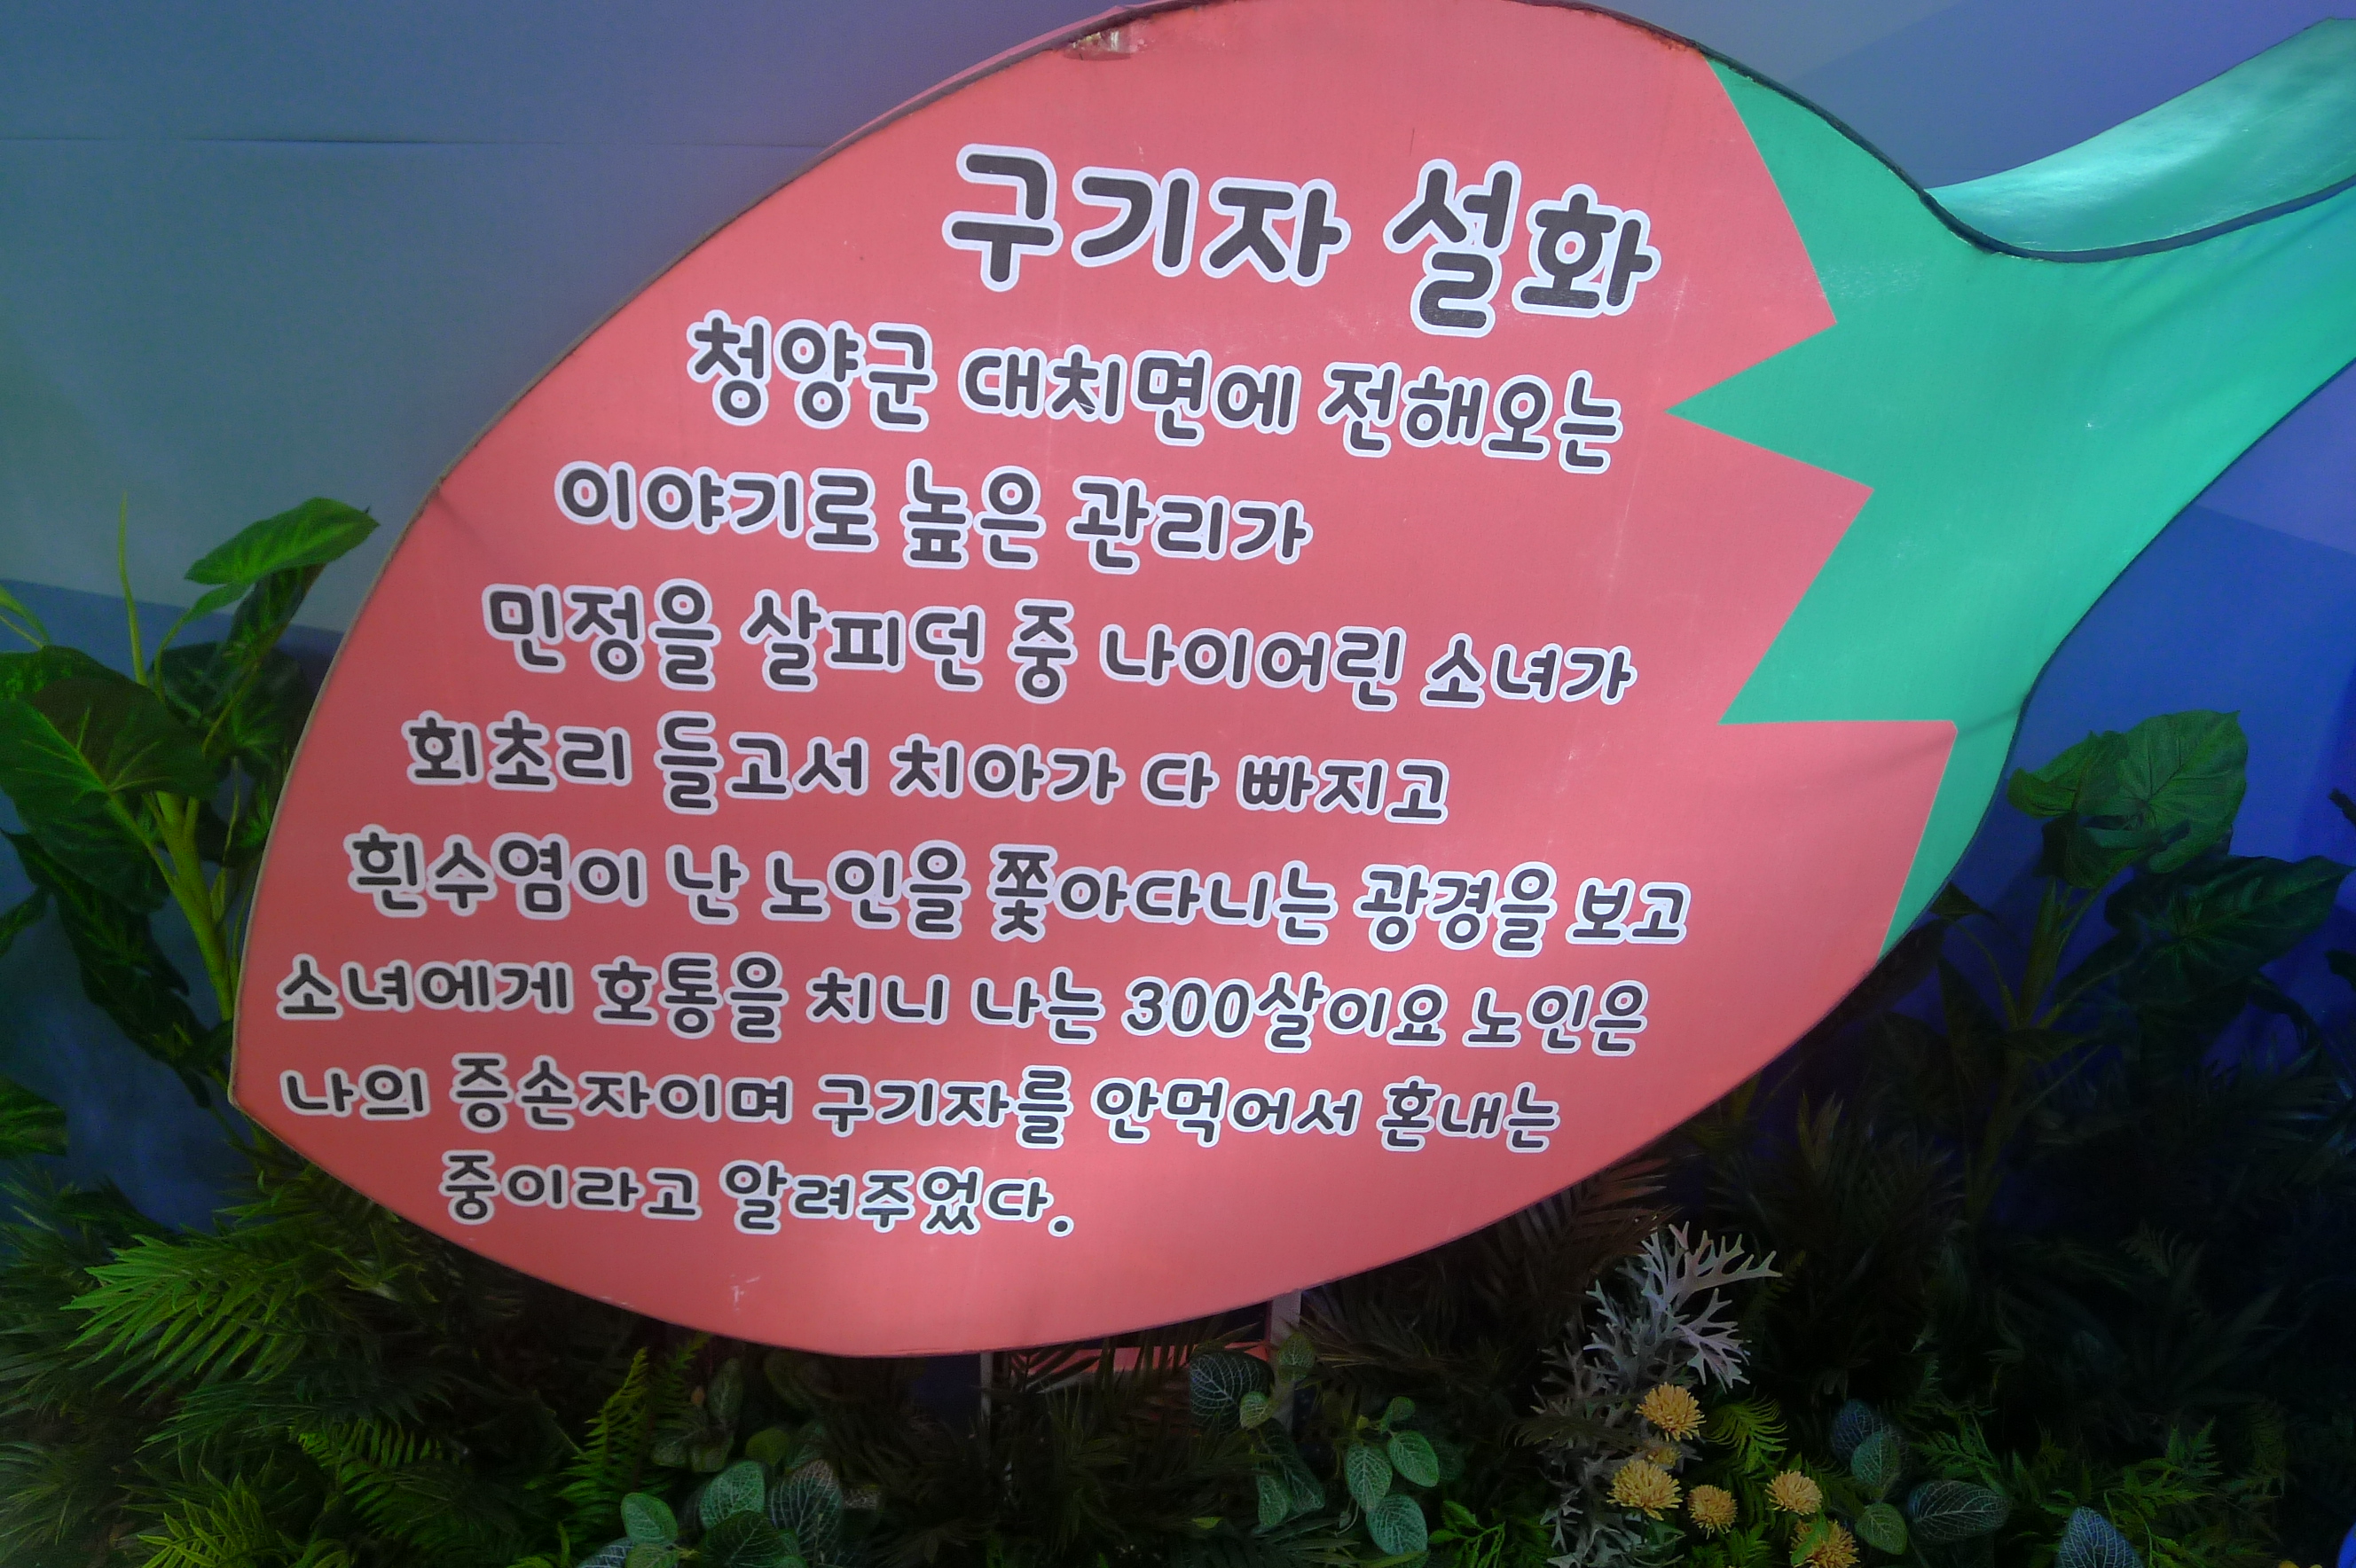 구기자 설화
청양군 대치면에 전해오는
이야기로 높은 관리가
민정을 살피던 중 나이어린 소녀가
회초리 들고서 치아가 다 빠지고
흰수염이 난 노인을 쫓아다니는 광경을 보고
소녀에게 호통을 치니 나는 300살이요 노인은
나의 증손자이며 구기자를 안먹어서 혼내는
중이라고 알려주었다.